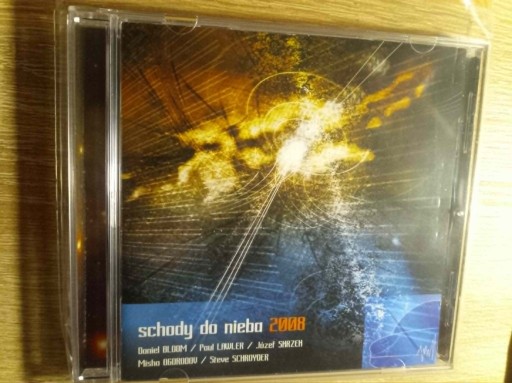 schody do nieba 2008
Daniel BLOOM / Paul LAWLER / Józef SKRZEK
Misha OGORODOV / Steve SCHROYDER